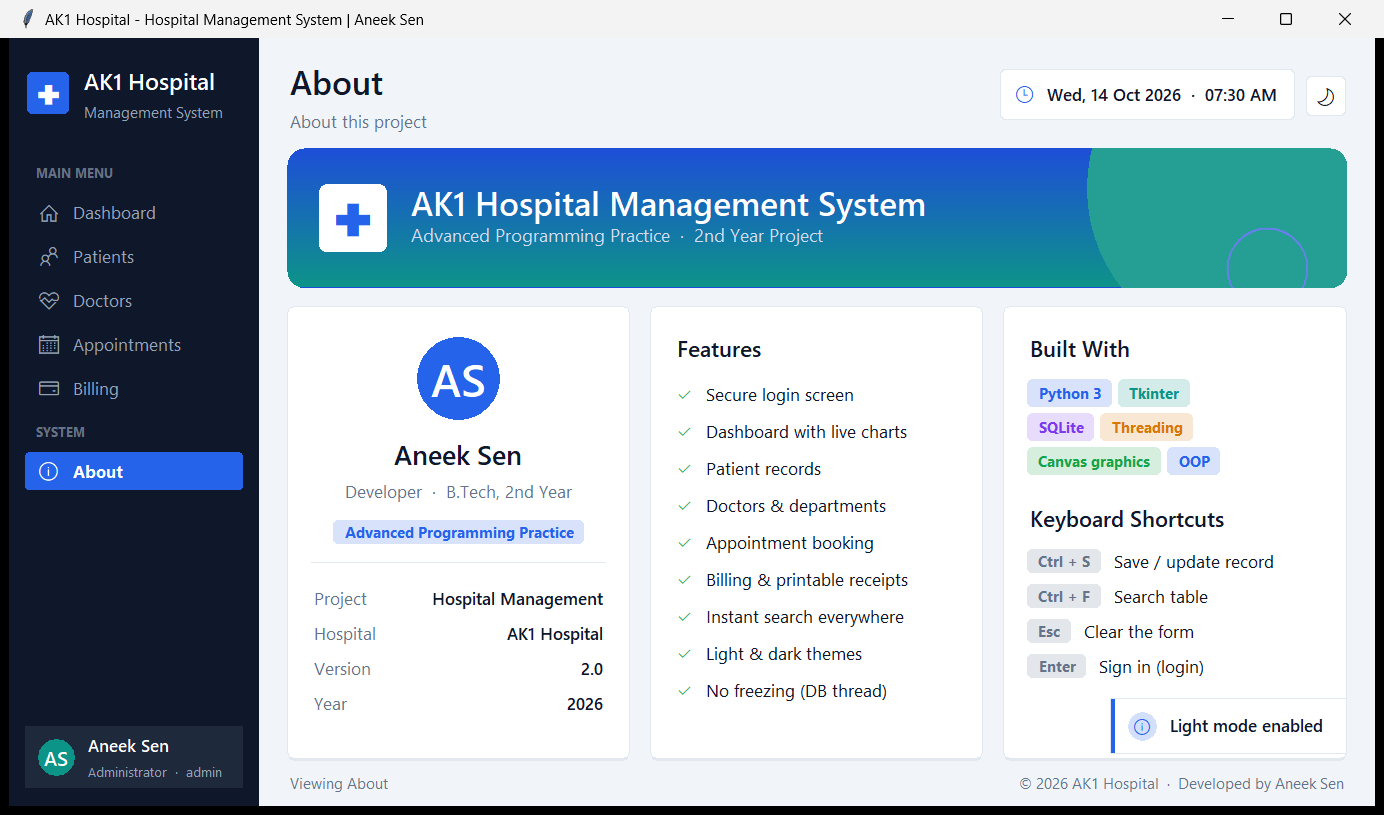 AK1 Hospital - Hospital Management System | Aneek Sen
AK1 Hospital
Management System
MAIN MENU
Dashboard
Patients
Doctors
Appointments
Billing
SYSTEM
About
AS
Aneek Sen
Administrator · admin
About
About this project
Wed, 14 Oct 2026 · 07:30 AM
AK1 Hospital Management System
Advanced Programming Practice · 2nd Year Project
AS
Aneek Sen
Developer · B.Tech, 2nd Year
Advanced Programming Practice
Project Hospital Management
Hospital AK1 Hospital
Version 2.0
Year 2026
Features
Secure login screen
Dashboard with live charts
Patient records
Doctors & departments
Appointment booking
Billing & printable receipts
Instant search everywhere
Light & dark themes
No freezing (DB thread)
Built With
Python 3 Tkinter
SQLite Threading
Canvas graphics OOP
Keyboard Shortcuts
Ctrl + S Save / update record
Ctrl + F Search table
Esc Clear the form
Enter Sign in (login)
Light mode enabled
Viewing About
© 2026 AK1 Hospital · Developed by Aneek Sen